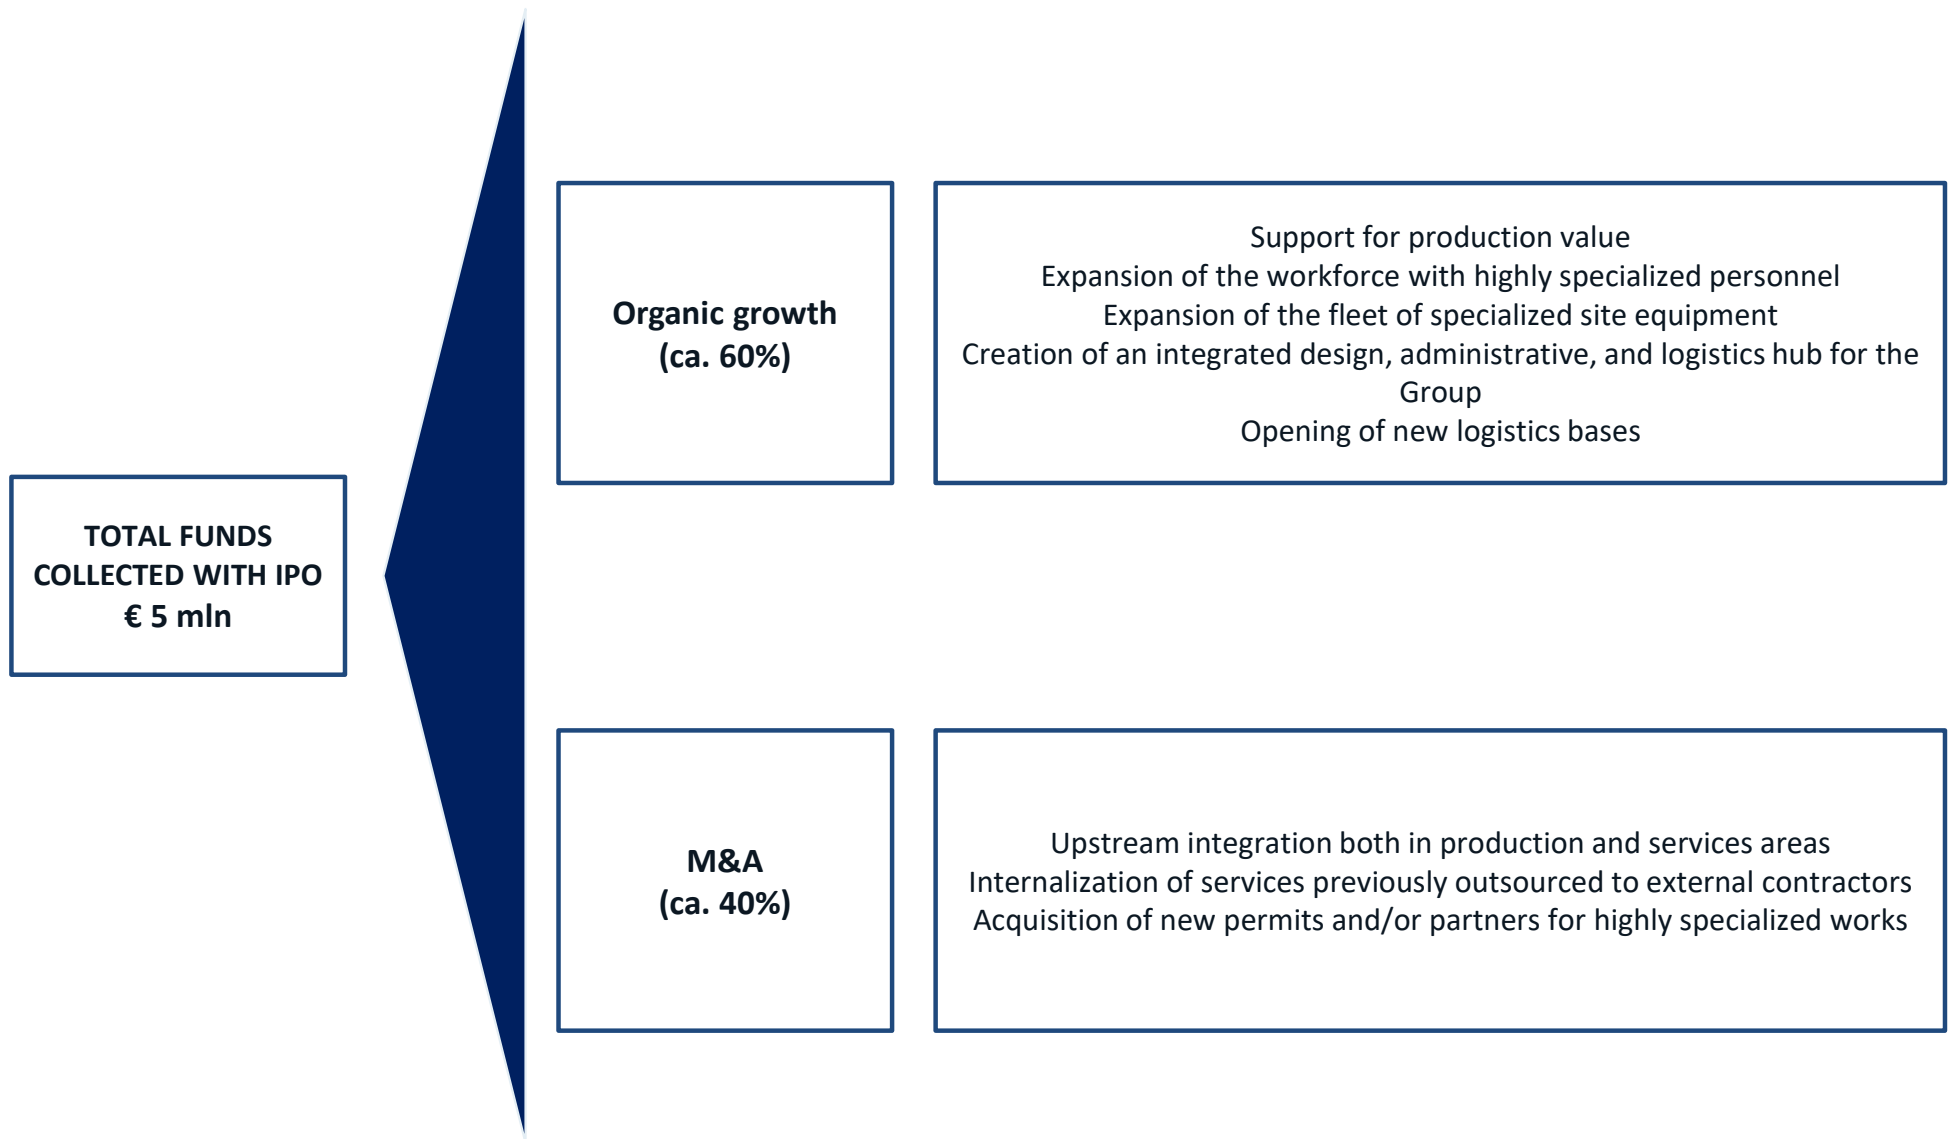 TOTAL FUNDS
COLLECTED WITH IPO
€ 5 mln
Organic growth
(ca. 60%)
Support for production value
Expansion of the workforce with highly specialized personnel
Expansion of the fleet of specialized site equipment
Creation of an integrated design, administrative, and logistics hub for the
Group
Opening of new logistics bases
M&A
(ca. 40%)
Upstream integration both in production and services areas
Internalization of services previously outsourced to external contractors
Acquisition of new permits and/or partners for highly specialized works